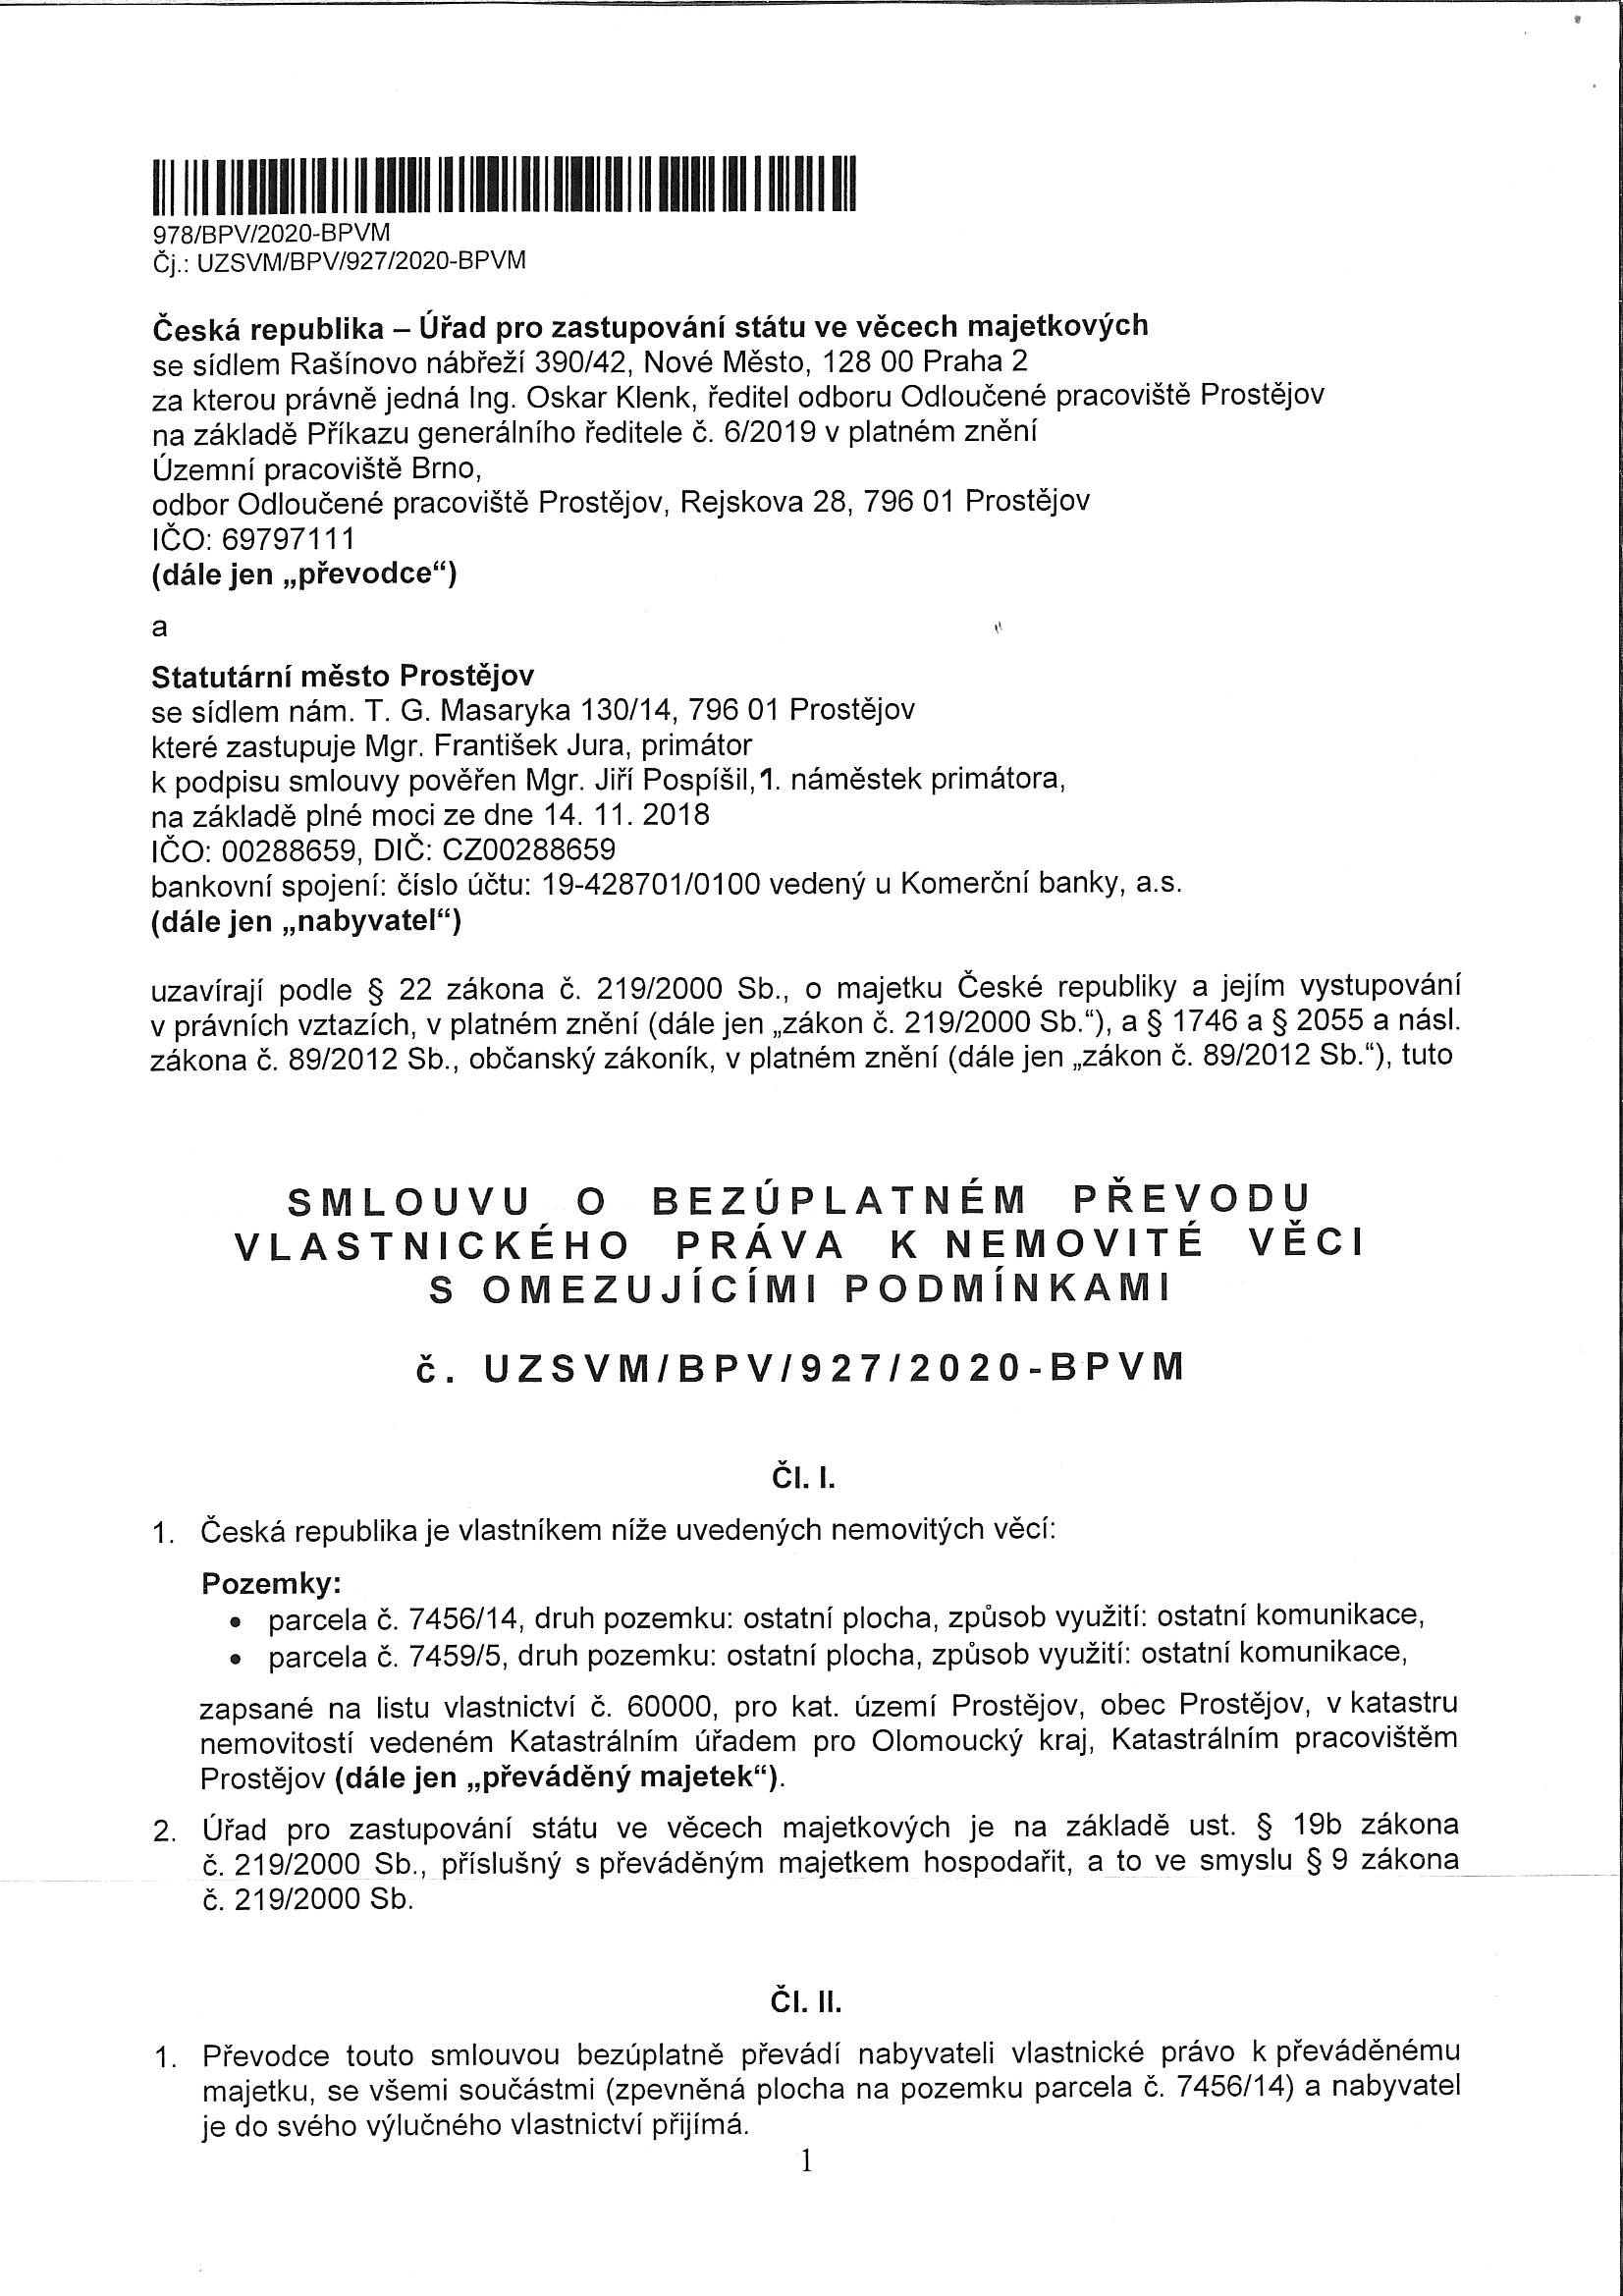 978/BPV/2020-BPVM
Čj.: UZSVM/BPV/927/2020-BPVM
Česká republika – Úřad pro zastupování státu ve věcech majetkových
se sídlem Rašínovo nábřeží 390/42, Nové Město, 128 00 Praha 2
za kterou právně jedná Ing. Oskar Klenk, ředitel odboru Odloučené pracoviště Prostějov
na základě Příkazu generálního ředitele č. 6/2019 v platném znění
Územní pracoviště Brno,
odbor Odloučené pracoviště Prostějov, Rejskova 28, 796 01 Prostějov
IČO: 69797111
(dále jen „převodce“)
a
Statutární město Prostějov
se sídlem nám. T. G. Masaryka 130/14, 796 01 Prostějov
které zastupuje Mgr. František Jura, primátor
k podpisu smlouvy pověřen Mgr. Jiří Pospíšil,1. náměstek primátora,
na základě plné moci ze dne 14. 11. 2018
IČO: 00288659, DIČ: CZ00288659
bankovní spojení: číslo účtu: 19-428701/0100 vedený u Komerční banky, a.s.
(dále jen „nabyvatel“)
uzavírají podle § 22 zákona č. 219/2000 Sb., o majetku České republiky a jejím vystupování
v právních vztazích, v platném znění (dále jen „zákon č. 219/2000 Sb.“), a § 1746 a § 2055 a násl.
zákona č. 89/2012 Sb., občanský zákoník, v platném znění (dále jen „zákon č. 89/2012 Sb.“), tuto
SMLOUVU O BEZÚPLATNÉM PŘEVODU
VLASTNICKÉHO PRÁVA K NEMOVITÉ VĚCI
S OMEZUJÍCÍMI PODMÍNKAMI
č. UZSVM/BPV/927/2020-BPVM
Čl. I.
1. Česká republika je vlastníkem níže uvedených nemovitých věcí:
Pozemky:
• parcela č. 7456/14, druh pozemku: ostatní plocha, způsob využití: ostatní komunikace,
• parcela č. 7459/5, druh pozemku: ostatní plocha, způsob využití: ostatní komunikace,
zapsané na listu vlastnictví č. 60000, pro kat. území Prostějov, obec Prostějov, v katastru
nemovitostí vedeném Katastrálním úřadem pro Olomoucký kraj, Katastrálním pracovištěm
Prostějov (dále jen „převáděný majetek“).
2. Úřad pro zastupování státu ve věcech majetkových je na základě ust. § 19b zákona
č. 219/2000 Sb., příslušný s převáděným majetkem hospodařit, a to ve smyslu § 9 zákona
č. 219/2000 Sb.
Čl. II.
1. Převodce touto smlouvou bezúplatně převádí nabyvateli vlastnické právo k převáděnému
majetku, se všemi součástmi (zpevněná plocha na pozemku parcela č. 7456/14) a nabyvatel
je do svého výlučného vlastnictví přijímá.
1